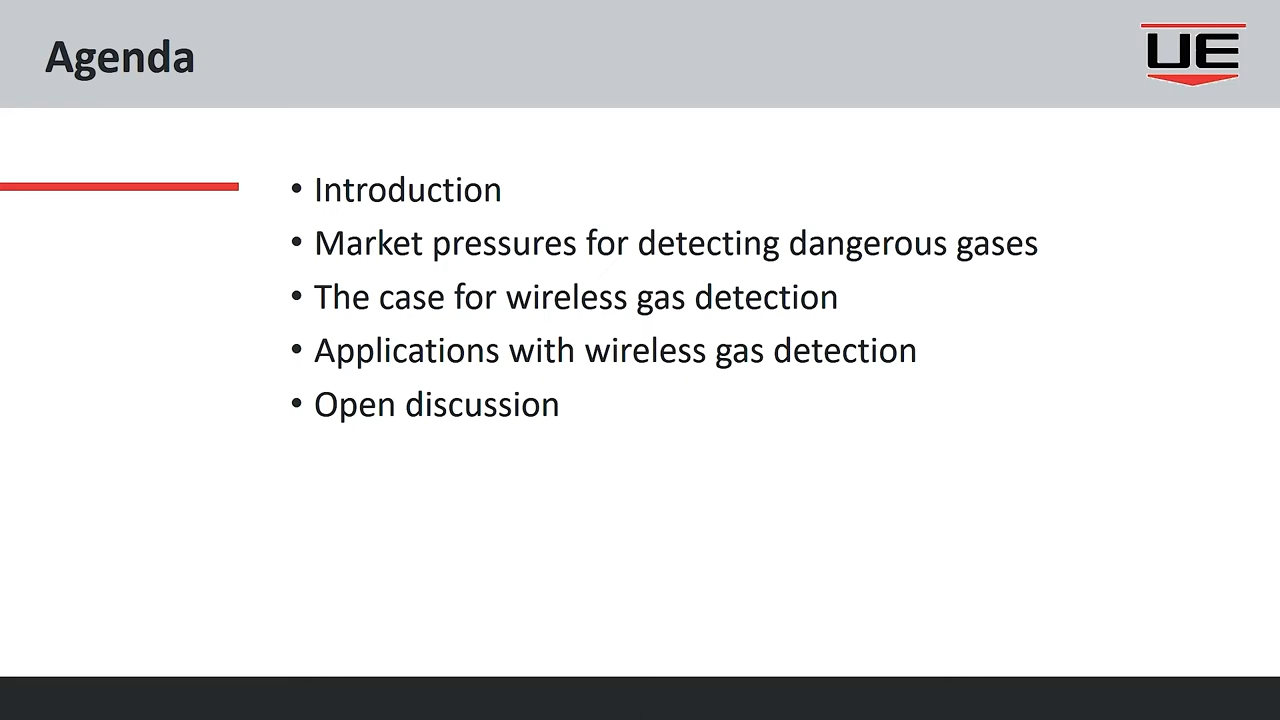 Agenda
UE
• Introduction
• Market pressures for detecting dangerous gases
• The case for wireless gas detection
• Applications with wireless gas detection
• Open discussion